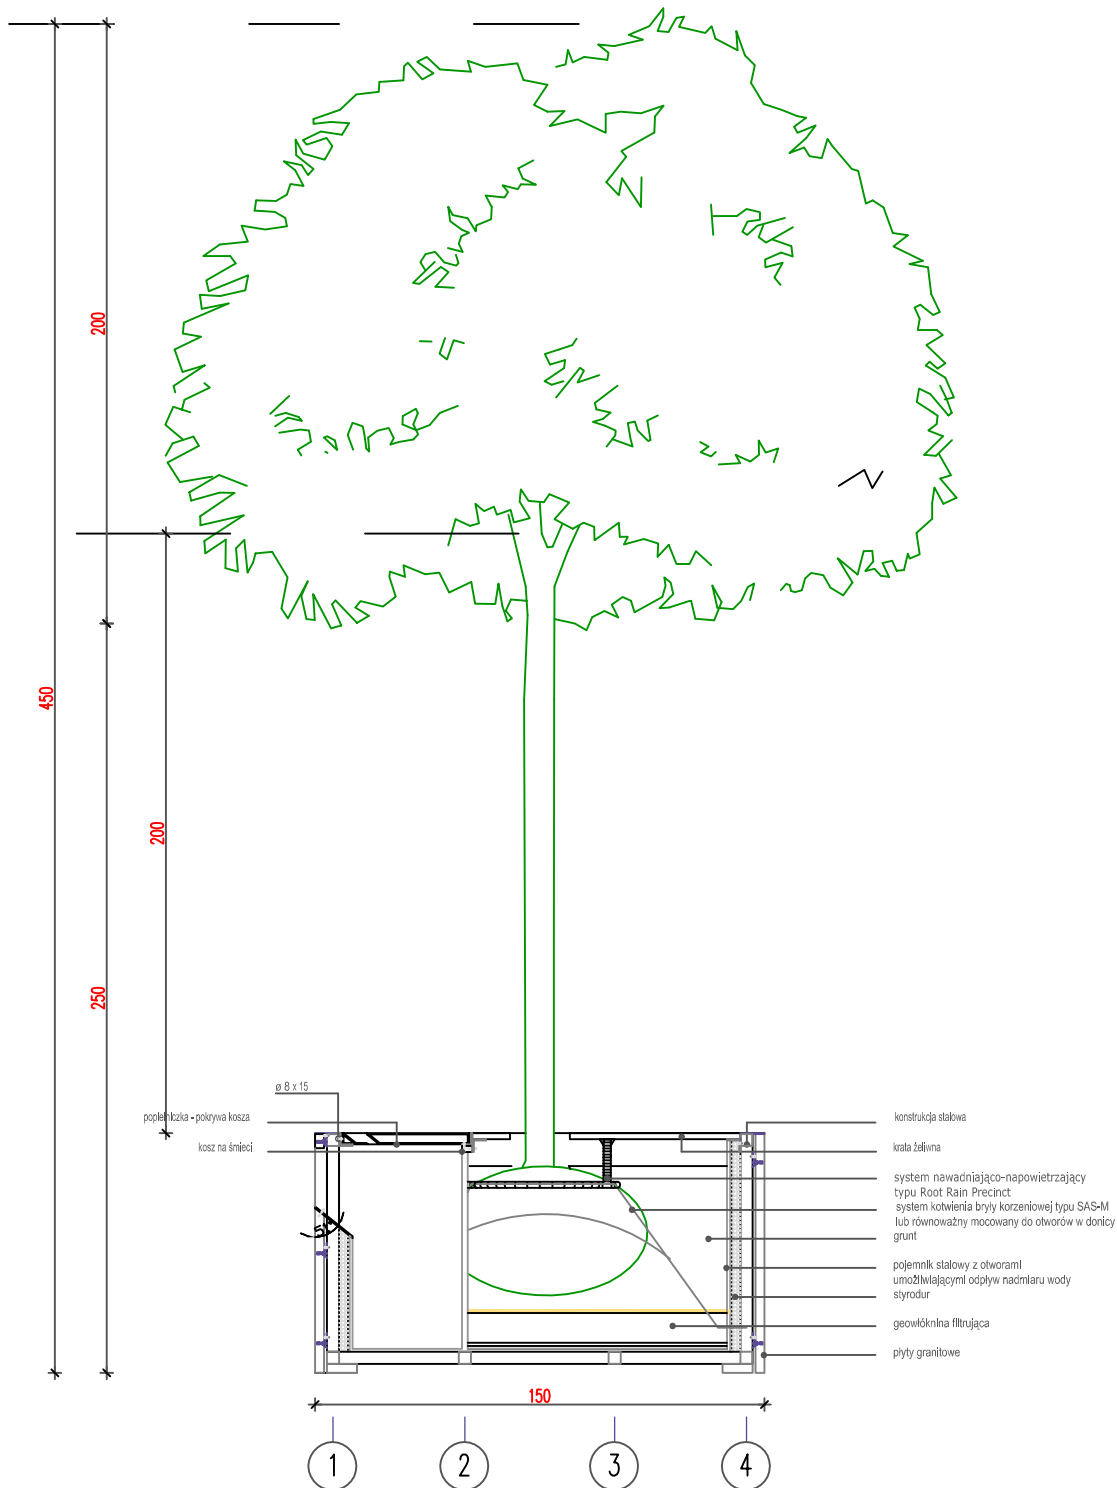 200
450
200
250
ø 8 x 15
popielniczka - pokrywa kosza
kosz na śmieci
konstrukcja stalowa
krata żeliwna
system nawadniająco-napowietrzający
typu Root Rain Precinct
system kotwienia bryły korzeniowej typu SAS-M
lub równoważny mocowany do otworów w donicy
grunt
pojemnik stalowy z otworami
umożliwiającymi odpływ nadmiaru wody
styrodur
geowłóknina filtrująca
płyty granitowe
150
1
2
3
4